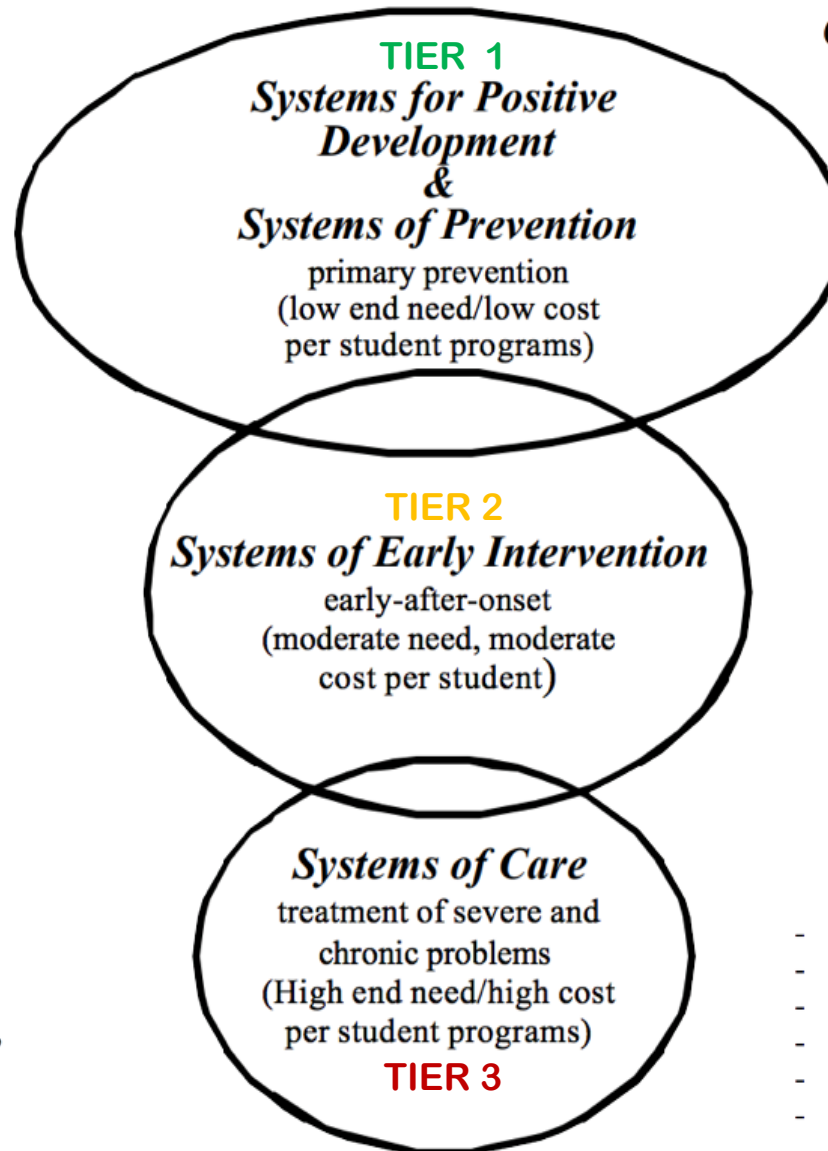 TIER 1
Systems for Positive
Development
&
Systems of Prevention
primary prevention
(low end need/low cost
per student programs)
TIER 2
Systems of Early Intervention
early-after-onset
(moderate need, moderate
cost per student)
Systems of Care
treatment of severe and
chronic problems
(High end need/high cost
per student programs)
TIER 3
-
-
-
-
-
-